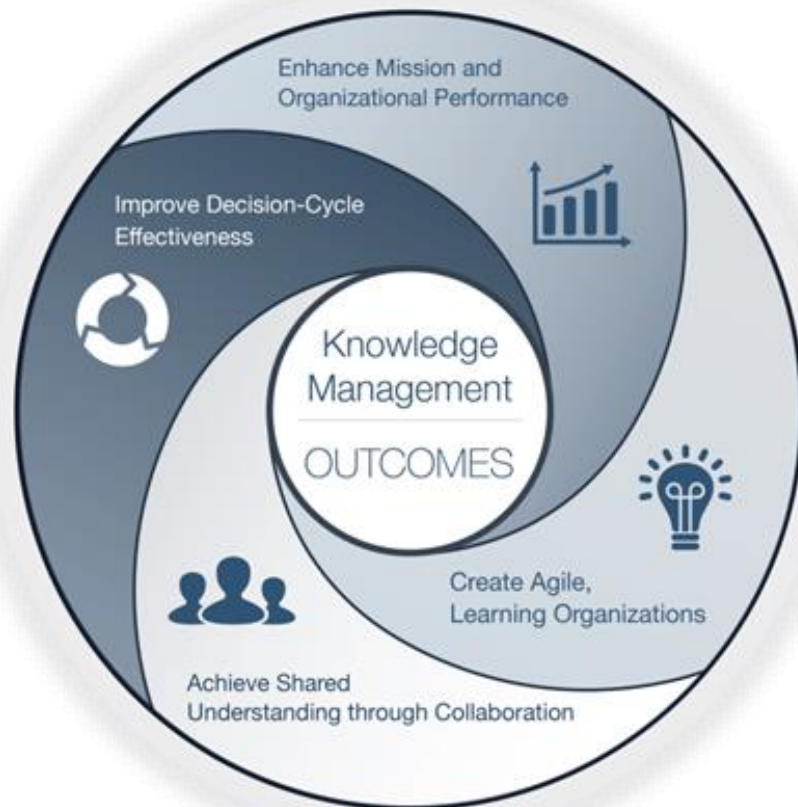 Enhance Mission and
Organizational Performance
Improve Decision-Cycle
Effectiveness
Knowledge
Management
OUTCOMES
Create Agile,
Learning Organizations
Achieve Shared
Understanding through Collaboration